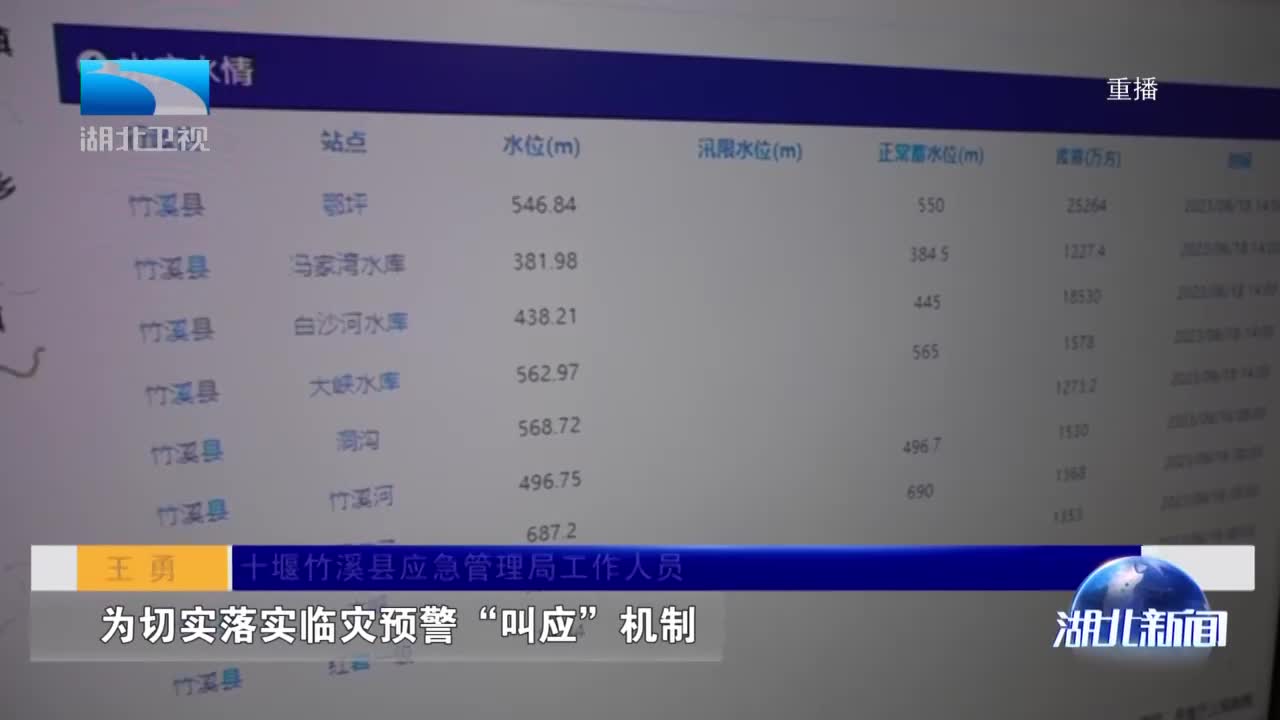 水情
重播
湖北卫视
站点 水位(m) 汛限水位(m) 正常蓄水位(m) 库容(万方)
竹溪县 鄂坪 546.84 550 25264
竹溪县 冯家湾水库 381.98 384.5 1227.4
竹溪县 白沙河水库 438.21 445 18530
竹溪县 大峡水库 562.97 565 1578
竹溪县 洞沟 568.72 1273.2
竹溪县 竹溪河 496.75 496.7 1530
687.2 690 1368
1353
王勇 十堰竹溪县应急管理局工作人员
为切实落实临灾预警“叫应”机制
湖北新闻
竹溪县